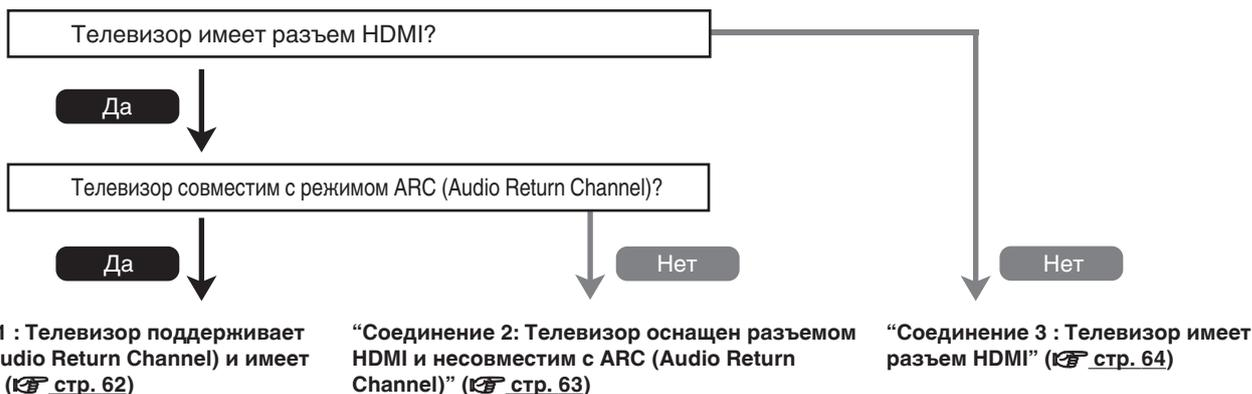 Телевизор имеет разъем HDMI?
Да
Телевизор совместим с режимом ARC (Audio Return Channel)?
Да
Нет
Нет
1 : Телевизор поддерживает
udio Return Channel) и имеет
(☞ стр. 62)
“Соединение 2: Телевизор оснащен разъемом
HDMI и несовместим с ARC (Audio Return
Channel)” (☞ стр. 63)
“Соединение 3 : Телевизор имеет
разъем HDMI” (☞ стр. 64)